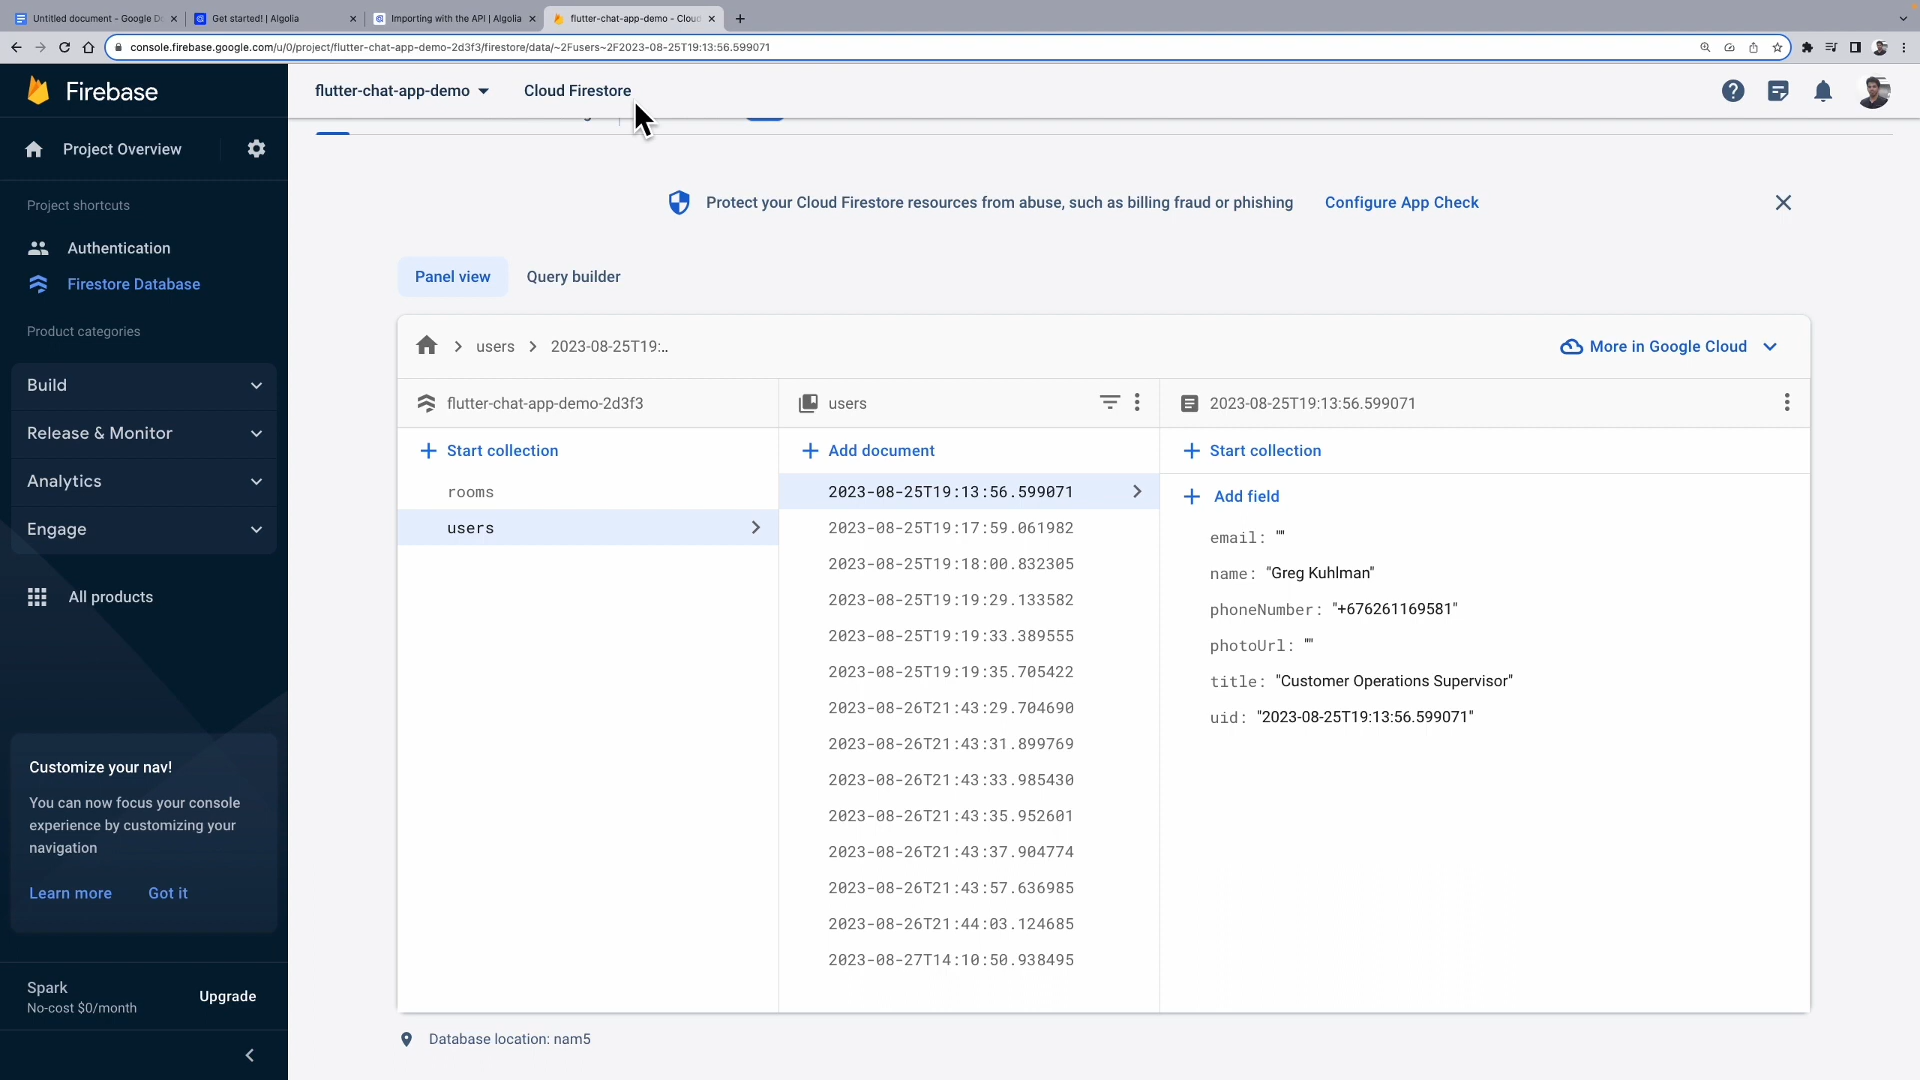 Untitled document - Google D
Get started! | Algolia
Importing with the API | Algolia
flutter-chat-app-demo - Clou
console.firebase.google.com/u/0/project/flutter-chat-app-demo-2d3f3/firestore/data/~2Fusers~2F2023-08-25T19:13:56.599071
Firebase
flutter-chat-app-demo
Cloud Firestore
Project Overview
Protect your Cloud Firestore resources from abuse, such as billing fraud or phishing
Configure App Check
Project shortcuts
Authentication
Firestore Database
Product categories
Build
Release & Monitor
Analytics
Engage
All products
Customize your nav!
You can now focus your console
experience by customizing your
navigation
Learn more
Got it
Spark
No-cost $0/month
Upgrade
Panel view
Query builder
users
2023-08-25T19:..
More in Google Cloud
flutter-chat-app-demo-2d3f3
Start collection
rooms
users
users
Add document
2023-08-25T19:13:56.599071
2023-08-25T19:17:59.061982
2023-08-25T19:18:00.832305
2023-08-25T19:19:29.133582
2023-08-25T19:19:33.389555
2023-08-25T19:19:35.705422
2023-08-26T21:43:29.704690
2023-08-26T21:43:31.899769
2023-08-26T21:43:33.985430
2023-08-26T21:43:35.952601
2023-08-26T21:43:37.904774
2023-08-26T21:43:57.636985
2023-08-26T21:44:03.124685
2023-08-27T14:10:50.938495
2023-08-25T19:13:56.599071
Start collection
Add field
email: ""
name: "Greg Kuhlman"
phoneNumber: "+676261169581"
photoUrl: ""
title: "Customer Operations Supervisor"
uid: "2023-08-25T19:13:56.599071"
Database location: nam5